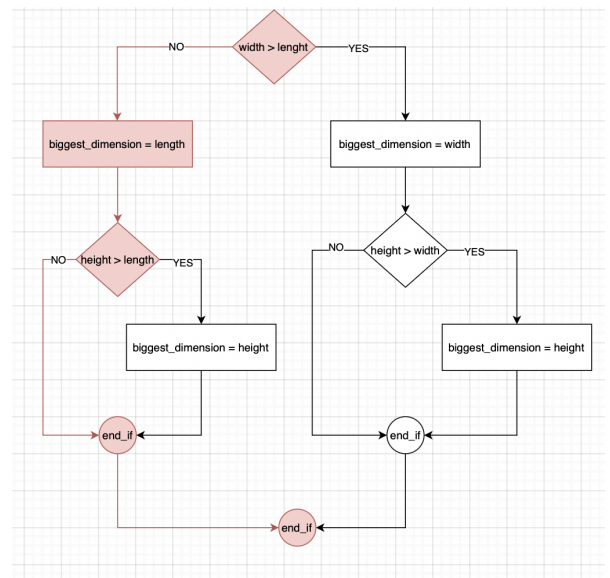 width > lenght
NO
YES
biggest_dimension = length
biggest_dimension = width
height > length
NO
YES
height > width
NO
YES
biggest_dimension = height
biggest_dimension = height
end_if
end_if
end_if